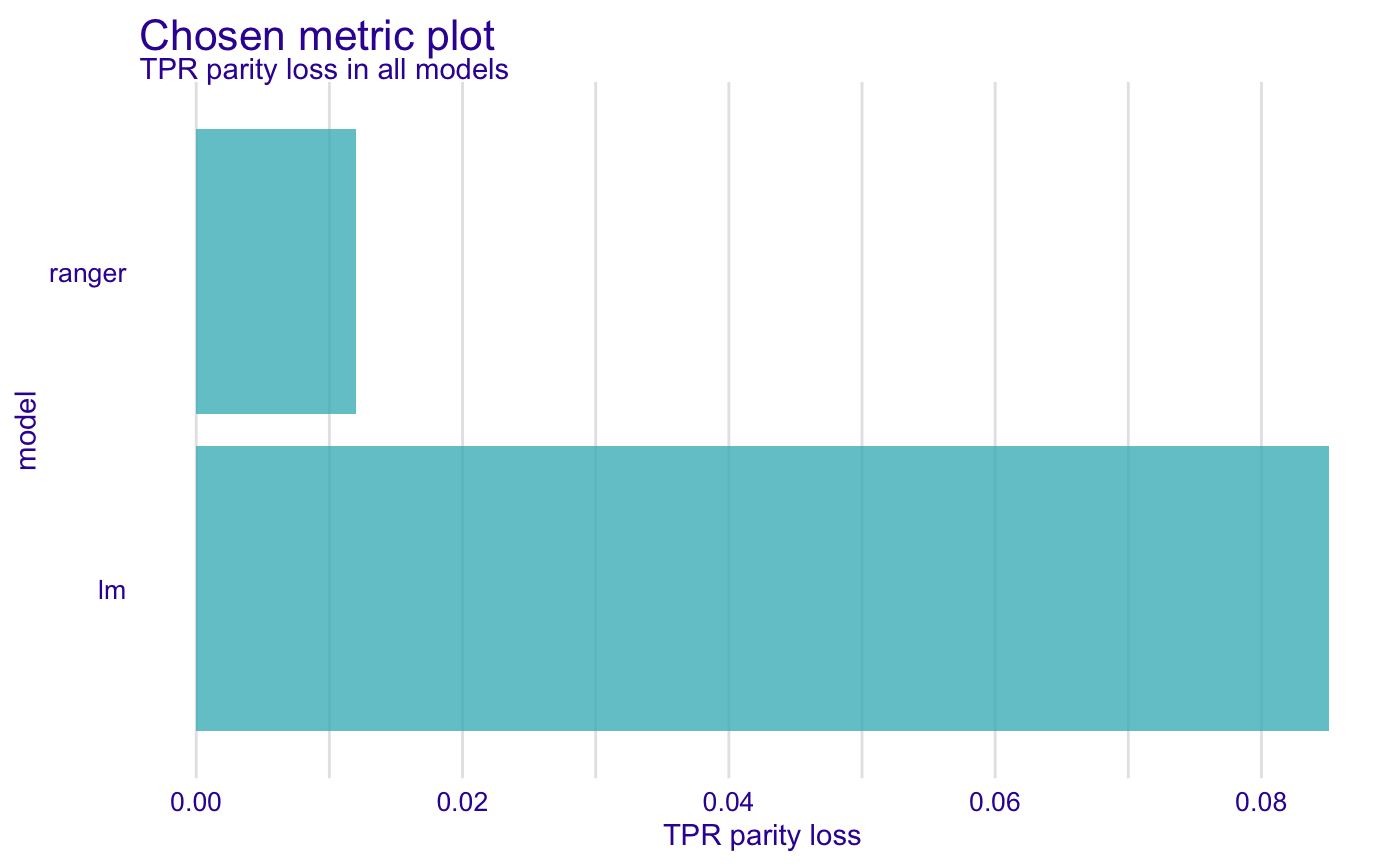 Chosen metric plot
TPR parity loss in all models
ranger
model
lm
0.00 0.02 0.04 0.06 0.08
TPR parity loss